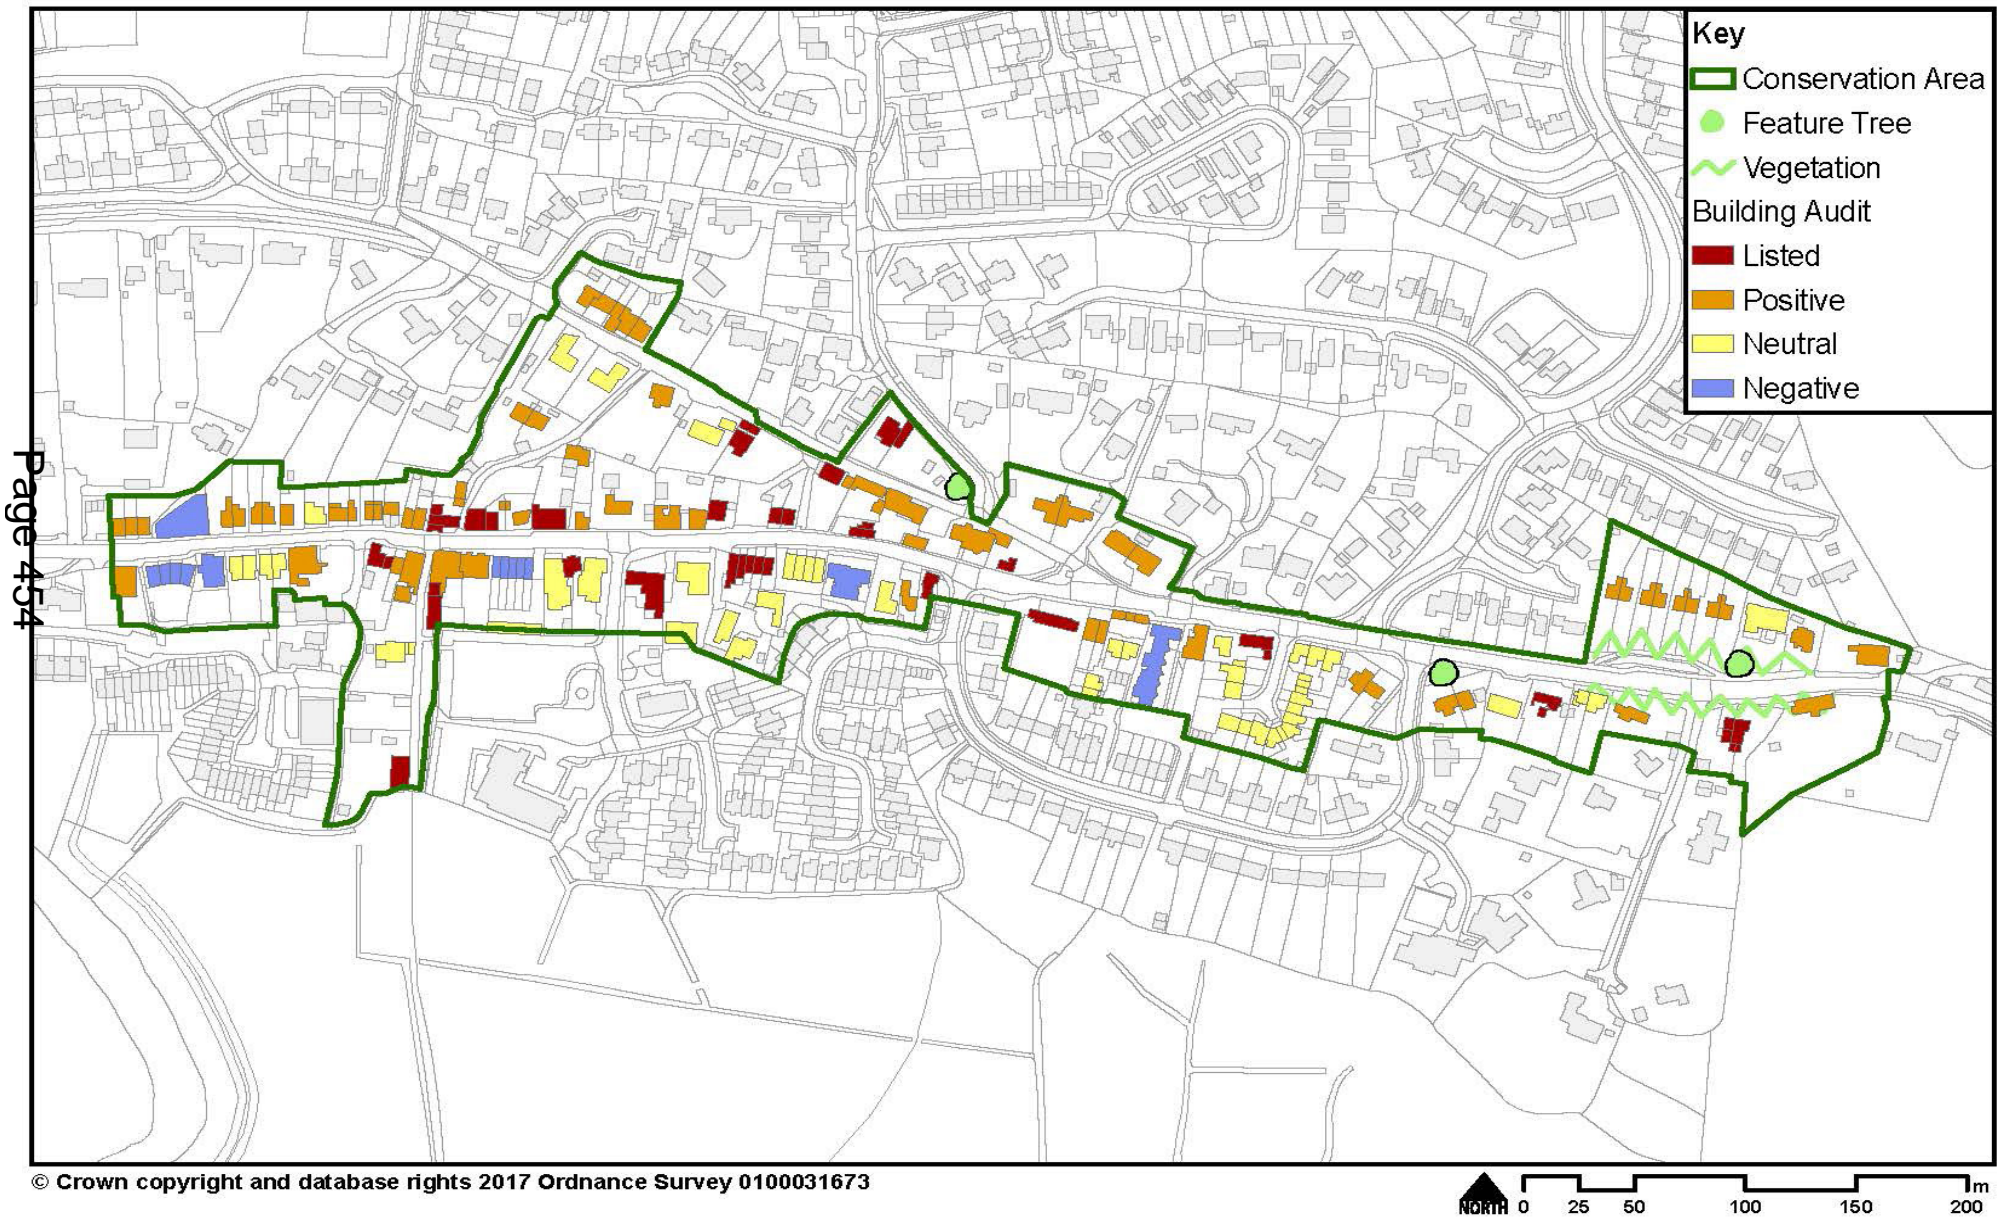 Key
Conservation Area
Feature Tree
Vegetation
Building Audit
Listed
Positive
Neutral
Negative
Page 454
© Crown copyright and database rights 2017 Ordnance Survey 0100031673
NORTH 0 25 50 100 150 200 m